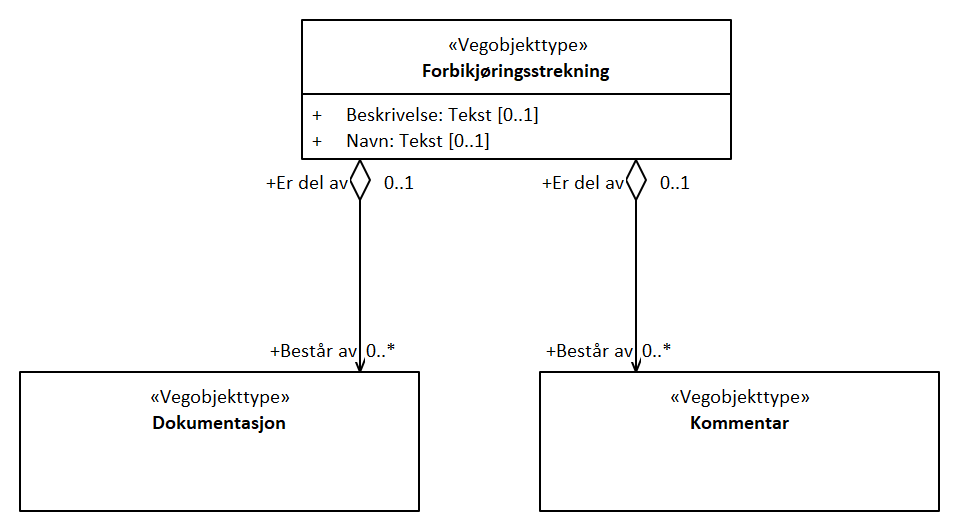 «Vegobjekttype»
Forbikjøringsstrekning
+ Beskrivelse: Tekst [0..1]
+ Navn: Tekst [0..1]
+Er del av 0..1
+Er del av 0..1
+Består av 0..*
+Består av 0..*
«Vegobjekttype»
Dokumentasjon
«Vegobjekttype»
Kommentar